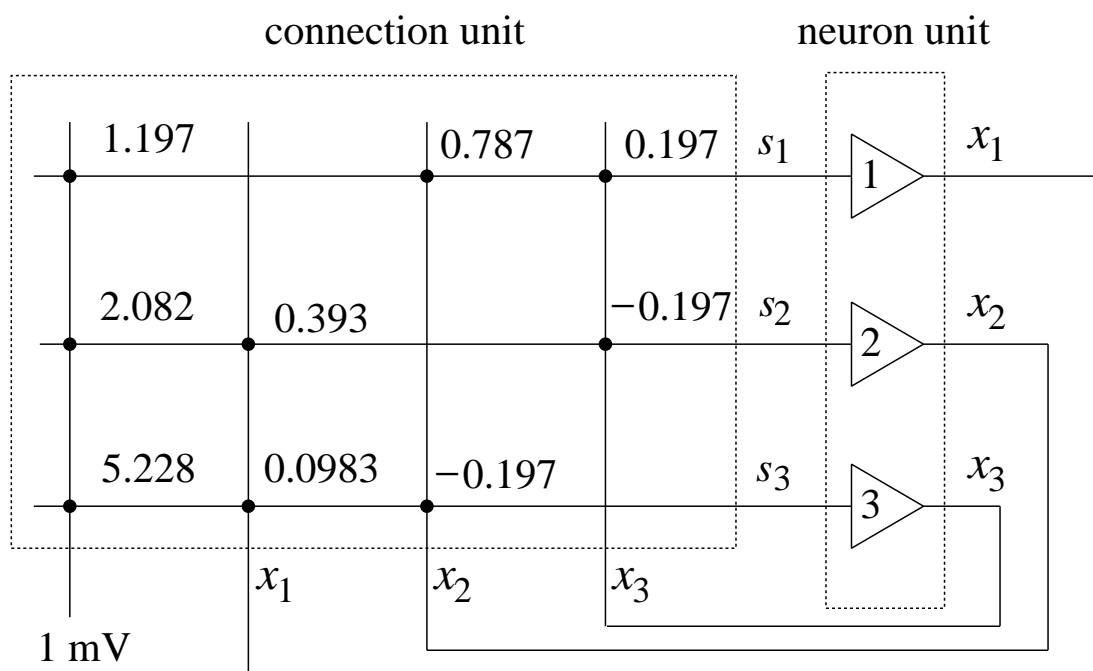 connection unit neuron unit
1.197 0.787 0.197 s1 1 x1
2.082 0.393 −0.197 s2 2 x2
5.228 0.0983 −0.197 s3 3 x3
x1 x2 x3
1 mV